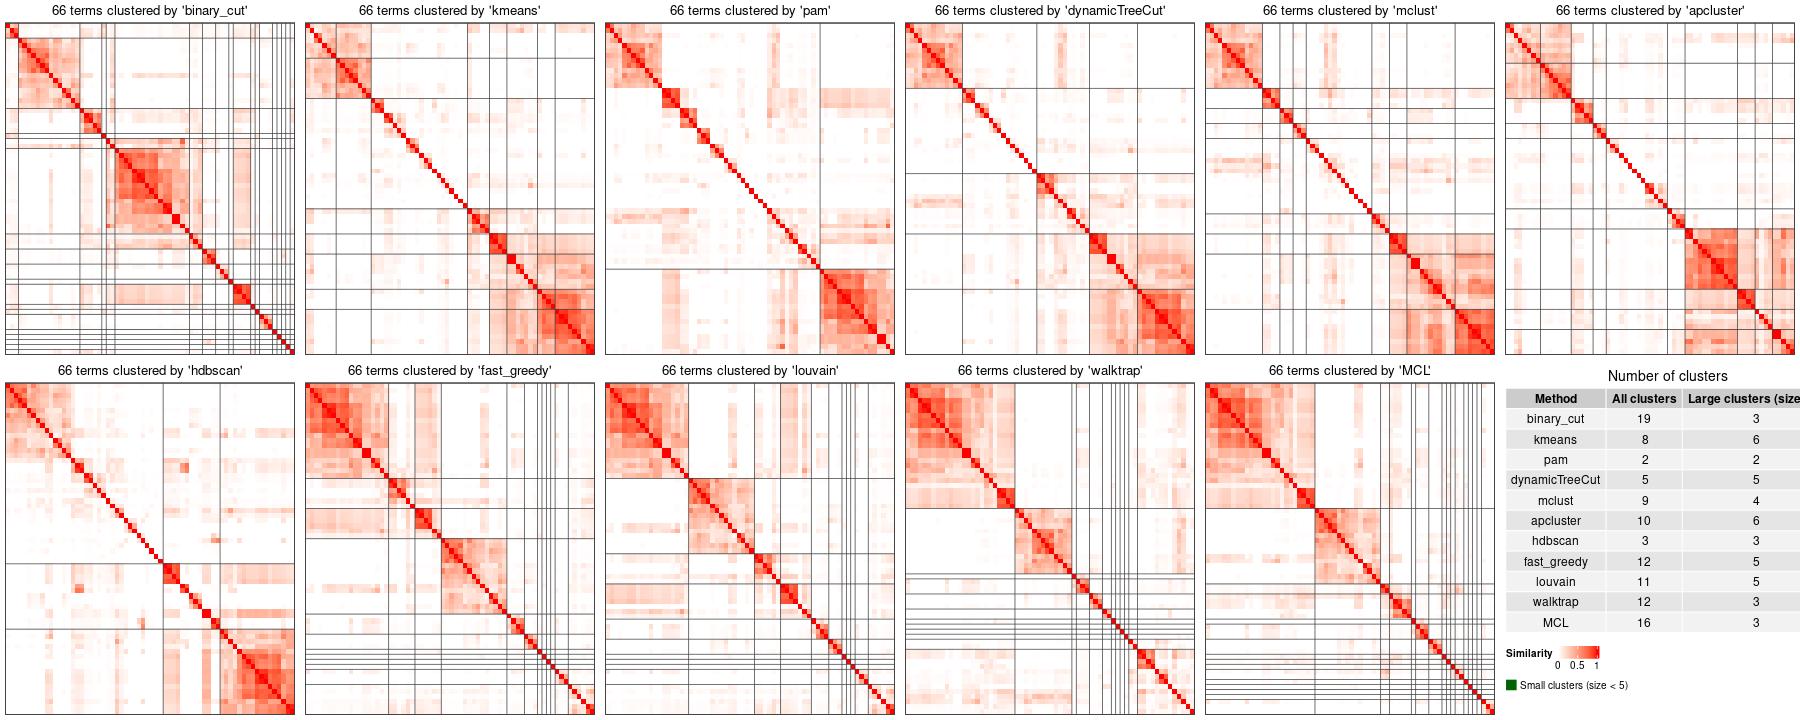 66 terms clustered by 'binary_cut'
66 terms clustered by 'kmeans'
66 terms clustered by 'pam'
66 terms clustered by 'dynamicTreeCut'
66 terms clustered by 'mclust'
66 terms clustered by 'apcluster'
66 terms clustered by 'hdbscan'
66 terms clustered by 'fast_greedy'
66 terms clustered by 'louvain'
66 terms clustered by 'walktrap'
66 terms clustered by 'MCL'
Number of clusters
Method All clusters Large clusters (size
binary_cut 19 3
kmeans 8 6
pam 2 2
dynamicTreeCut 5 5
mclust 9 4
apcluster 10 6
hdbscan 3 3
fast_greedy 12 5
louvain 11 5
walktrap 12 3
MCL 16 3
Similarity
0 0.5 1
Small clusters (size < 5)